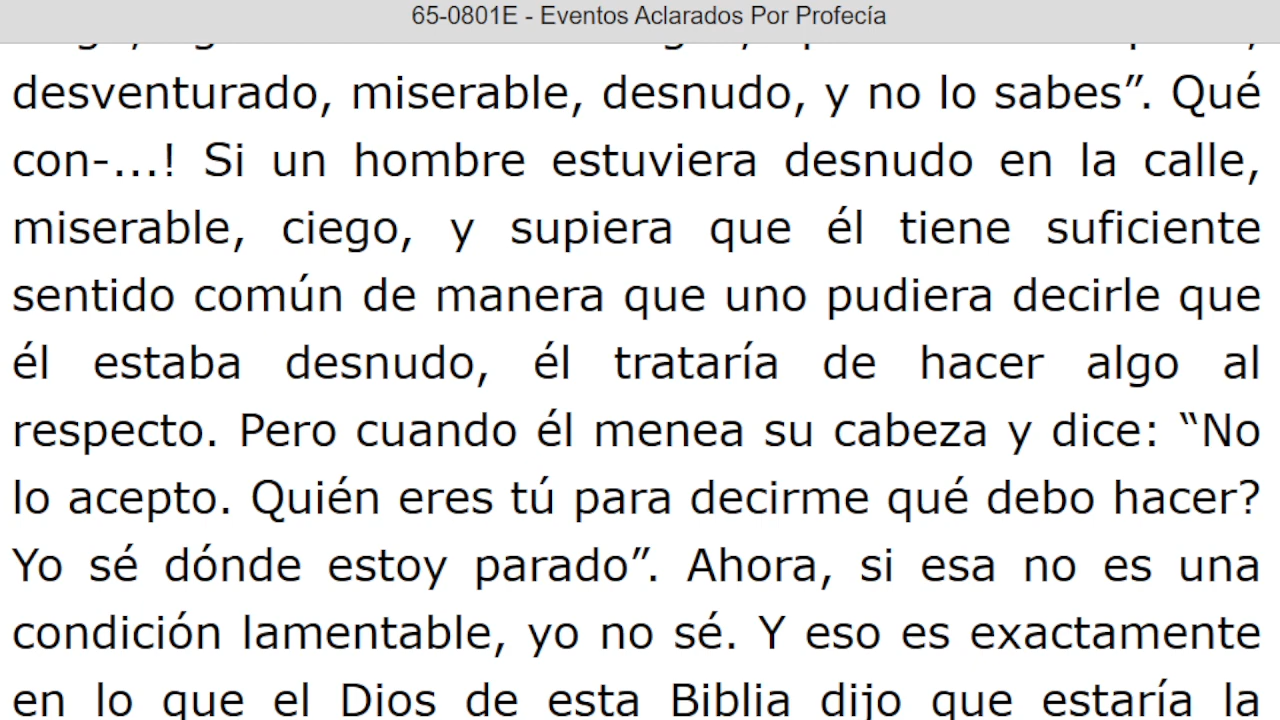 65-0801E - Eventos Aclarados Por Profecía
desventurado, miserable, desnudo, y no lo sabes”. Qué
con-...! Si un hombre estuviera desnudo en la calle,
miserable, ciego, y supiera que él tiene suficiente
sentido común de manera que uno pudiera decirle que
él estaba desnudo, él trataría de hacer algo al
respecto. Pero cuando él menea su cabeza y dice: “No
lo acepto. Quién eres tú para decirme qué debo hacer?
Yo sé dónde estoy parado”. Ahora, si esa no es una
condición lamentable, yo no sé. Y eso es exactamente
en lo que el Dios de esta Biblia dijo que estaría la